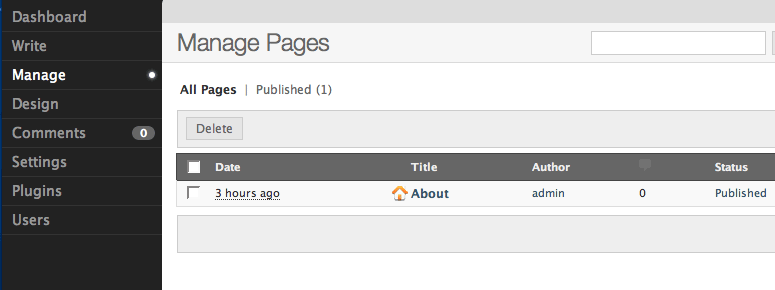 Dashboard
Write
Manage
Design
Comments 0
Settings
Plugins
Users
Manage Pages
All Pages | Published (1)
Delete
Date Title Author Status
3 hours ago About admin 0 Published